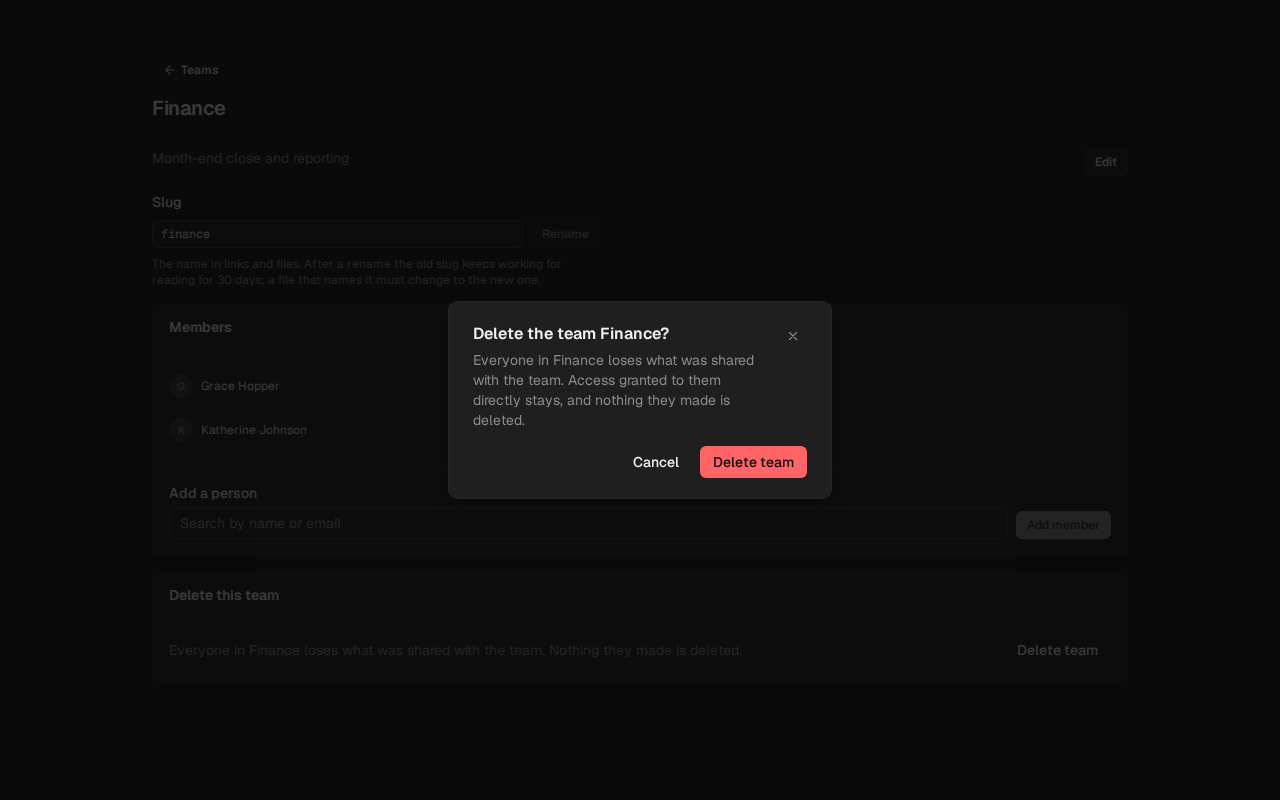 Teams
Finance
Month-end close and reporting
Edit
Slug
finance
Rename
The name in links and files. After a rename the old slug keeps working for
reading for 30 days; a file that names it must change to the new one.
Members
G
Grace Hopper
K
Katherine Johnson
Add a person
Search by name or email
Add member
Delete the team Finance?
Everyone in Finance loses what was shared
with the team. Access granted to them
directly stays, and nothing they made is
deleted.
Cancel
Delete team
Delete this team
Everyone in Finance loses what was shared with the team. Nothing they made is deleted.
Delete team